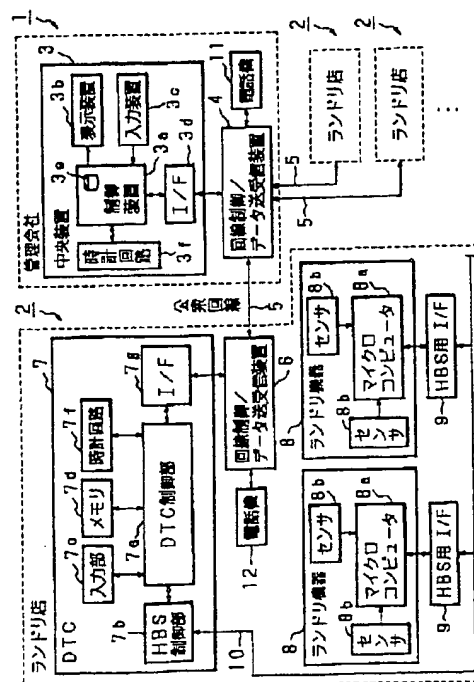 1
管理会社
中央装置
3
3b
表示装置
入力装置
3c
3e
制御
装置
3a
I/F
3d
時計回路
3f
11
電話機
4
回線制御/
データ送受信装置
2
ランドリ店
2
ランドリ店
…
5
5
公衆回線
5
2
ランドリ店
DTC
7
入力部
7c
メモリ
7d
時計回路
7f
HBS
制御部
7b
DTC制御部
7a
I/F
7g
回線制御/
データ送受信装置
6
電話機
12
10
ランドリ機器
8
センサ
8b
マイクロ
コンピュータ
8a
センサ
8b
HBS用I/F
9
ランドリ機器
8
センサ
8b
マイクロ
コンピュータ
8a
センサ
8b
HBS用I/F
9